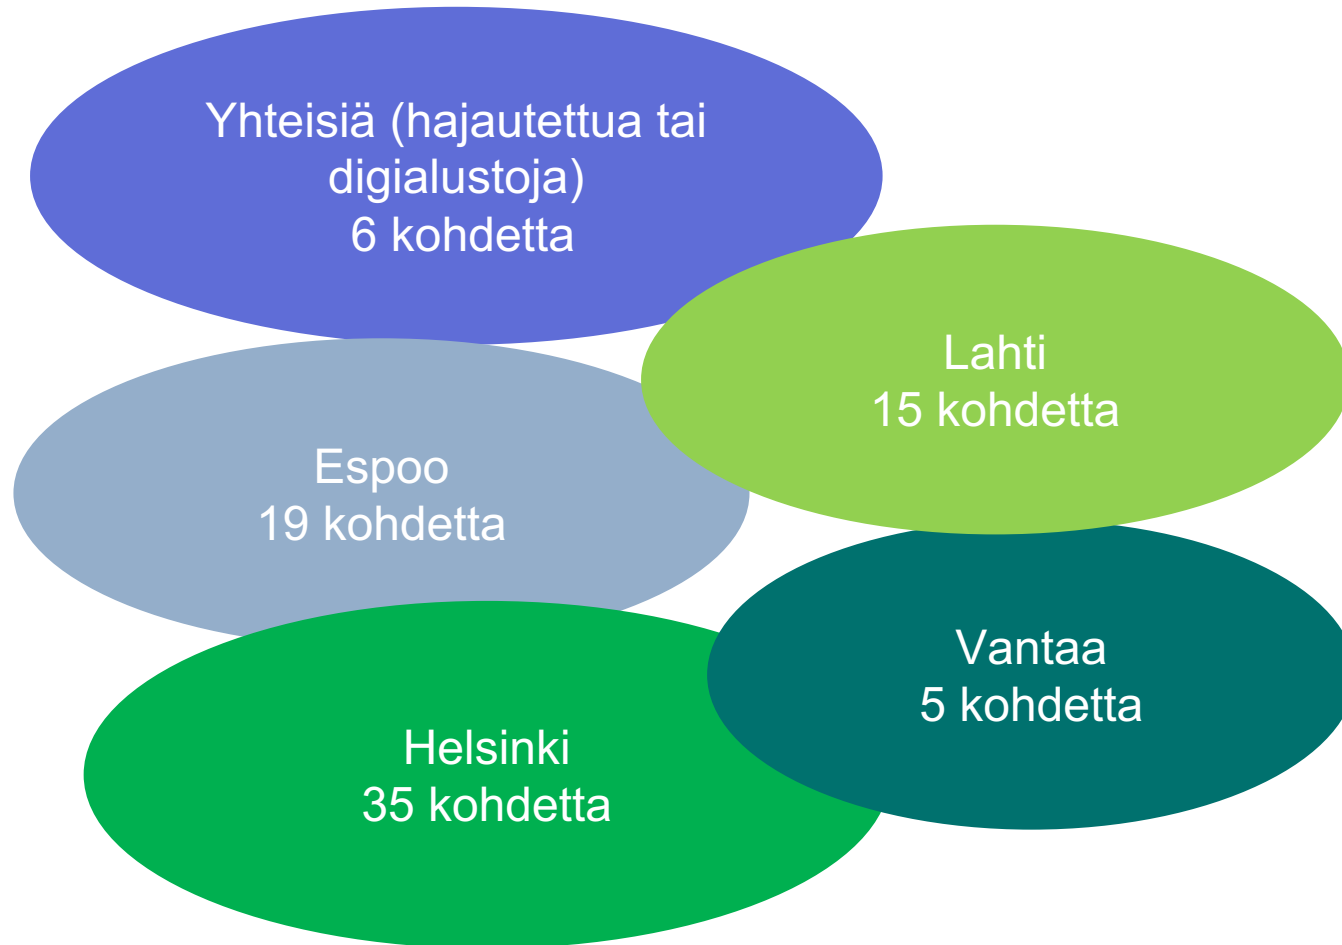 Yhteisiä (hajautettua tai
digialustoja)
6 kohdetta
Lahti
15 kohdetta
Espoo
19 kohdetta
Vantaa
5 kohdetta
Helsinki
35 kohdetta